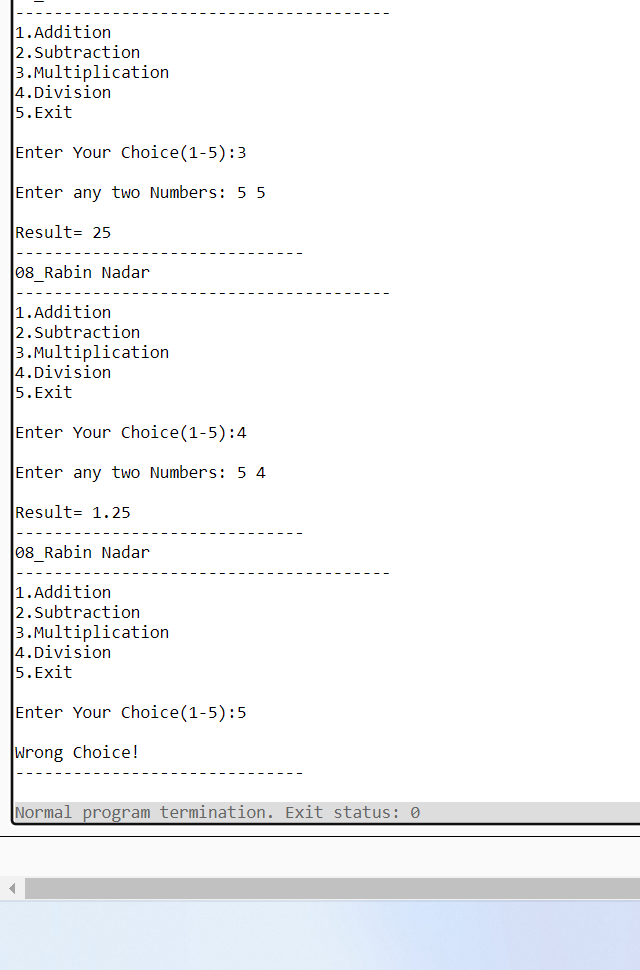 ---------------------------------------
1.Addition
2.Subtraction
3.Multiplication
4.Division
5.Exit
Enter Your Choice(1-5):3
Enter any two Numbers: 5 5
Result= 25
------------------------------
08_Rabin Nadar
---------------------------------------
1.Addition
2.Subtraction
3.Multiplication
4.Division
5.Exit
Enter Your Choice(1-5):4
Enter any two Numbers: 5 4
Result= 1.25
------------------------------
08_Rabin Nadar
---------------------------------------
1.Addition
2.Subtraction
3.Multiplication
4.Division
5.Exit
Enter Your Choice(1-5):5
Wrong Choice!
------------------------------
Normal program termination. Exit status: 0